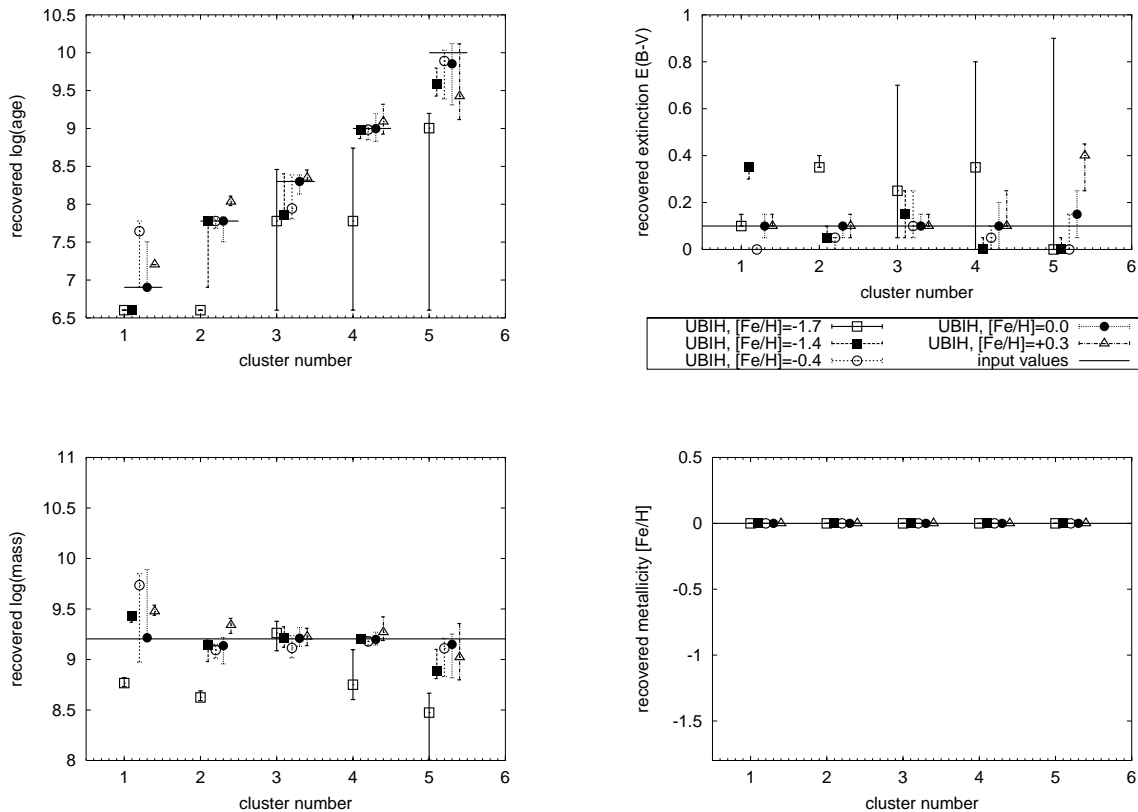 recovered log(age)
10.5
10
9.5
9
8.5
8
7.5
7
6.5
1 2 3 4 5 6
cluster number
recovered extinction E(B-V)
1
0.8
0.6
0.4
0.2
0
1 2 3 4 5 6
cluster number
UBIH, [Fe/H]=-1.7
UBIH, [Fe/H]=-1.4
UBIH, [Fe/H]=-0.4
UBIH, [Fe/H]=0.0
UBIH, [Fe/H]=+0.3
input values
recovered log(mass)
11
10.5
10
9.5
9
8.5
8
1 2 3 4 5 6
cluster number
recovered metallicity [Fe/H]
0.5
0
-0.5
-1
-1.5
1 2 3 4 5 6
cluster number